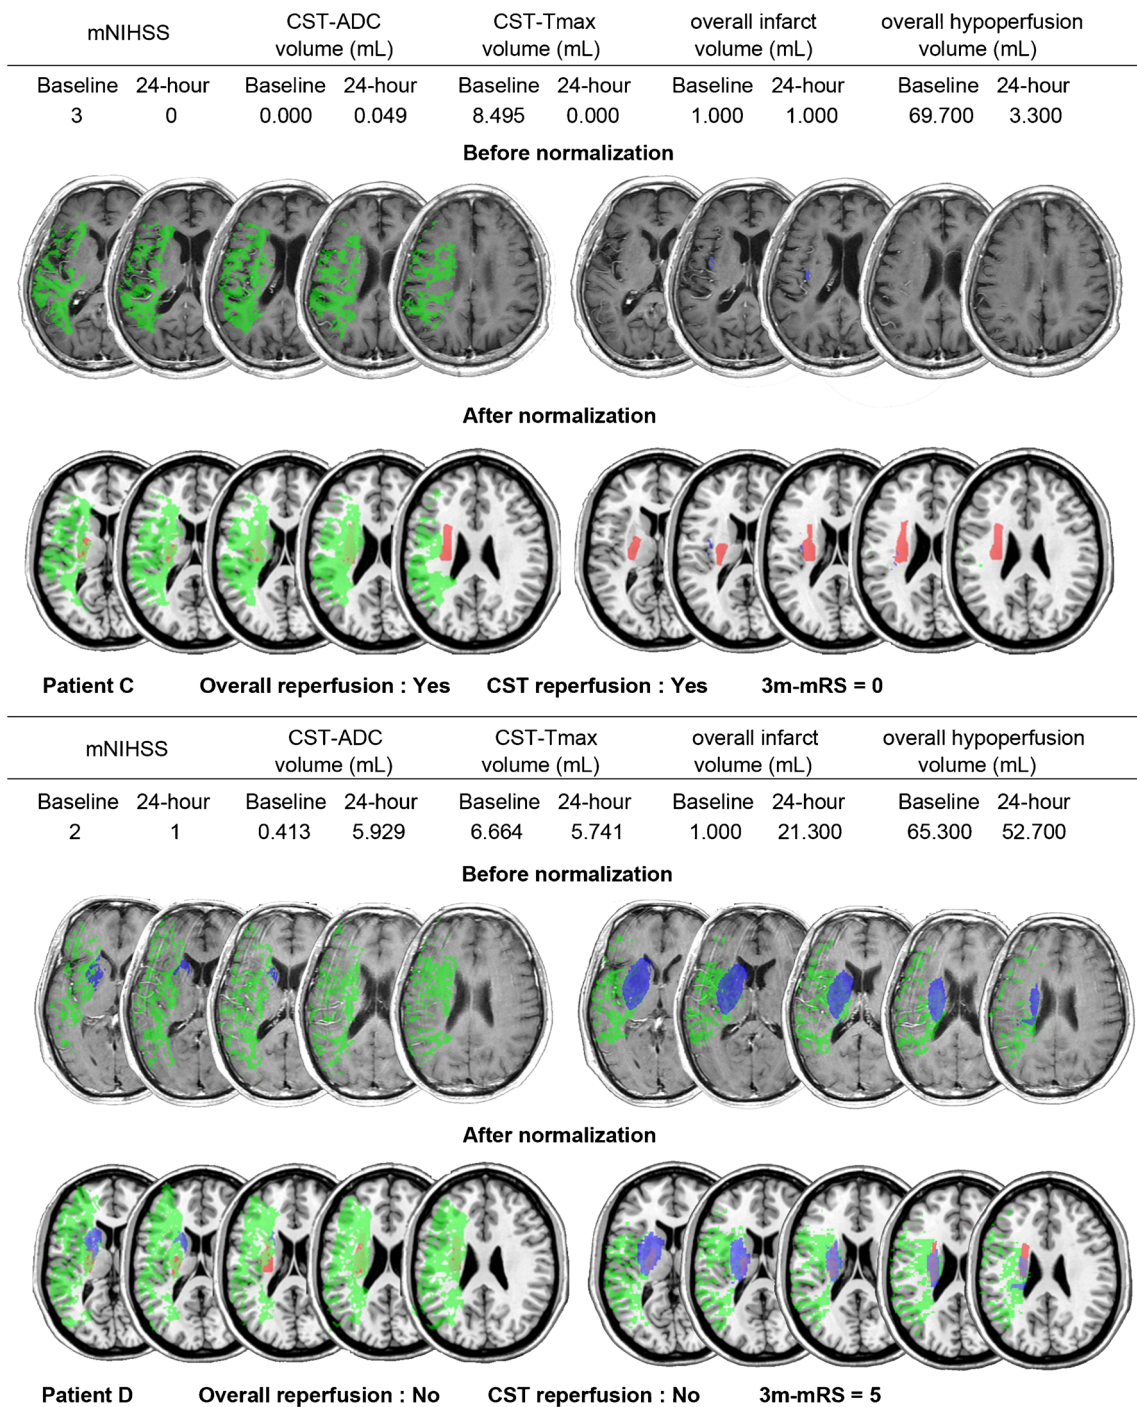 mNIHSS CST-ADC volume (mL) CST-Tmax volume (mL) overall infarct volume (mL) overall hypoperfusion volume (mL)
Baseline 24-hour Baseline 24-hour Baseline 24-hour Baseline 24-hour Baseline 24-hour
3 0 0.000 0.049 8.495 0.000 1.000 1.000 69.700 3.300
Before normalization
After normalization
Patient C Overall reperfusion : Yes CST reperfusion : Yes 3m-mRS = 0
mNIHSS CST-ADC volume (mL) CST-Tmax volume (mL) overall infarct volume (mL) overall hypoperfusion volume (mL)
Baseline 24-hour Baseline 24-hour Baseline 24-hour Baseline 24-hour Baseline 24-hour
2 1 0.413 5.929 6.664 5.741 1.000 21.300 65.300 52.700
Before normalization
After normalization
Patient D Overall reperfusion : No CST reperfusion : No 3m-mRS = 5